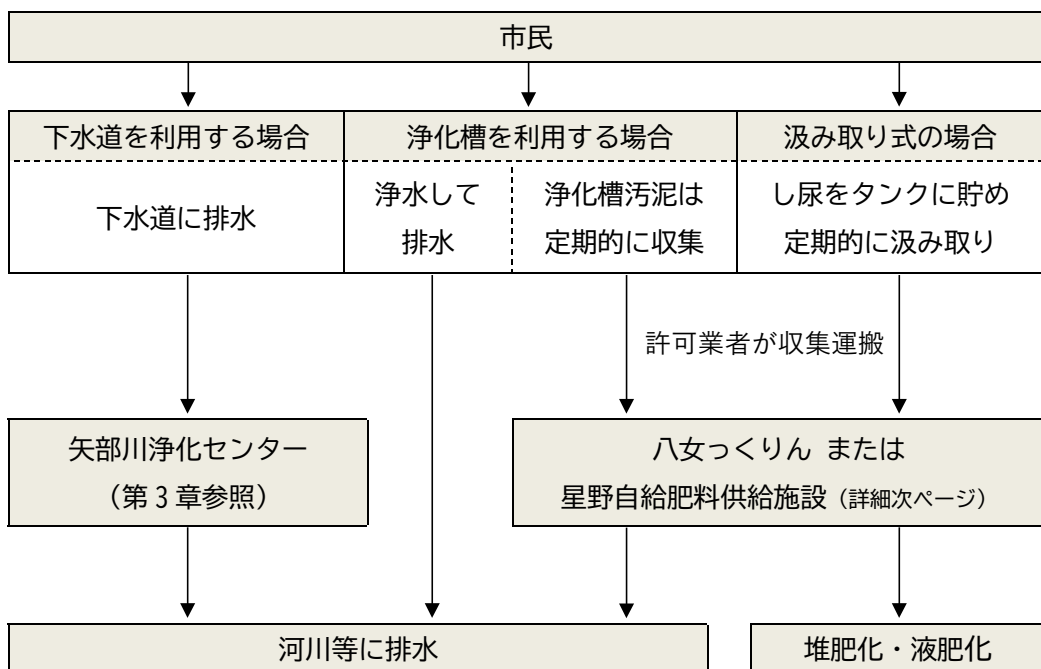 市民
下水道を利用する場合
浄化槽を利用する場合
汲み取り式の場合
下水道に排水
浄水して
排水
浄化槽汚泥は
定期的に収集
し尿をタンクに貯め
定期的に汲み取り
許可業者が収集運搬
矢部川浄化センター
（第3章参照）
八女っくりん または
星野自給肥料供給施設（詳細次ページ）
河川等に排水
堆肥化・液肥化